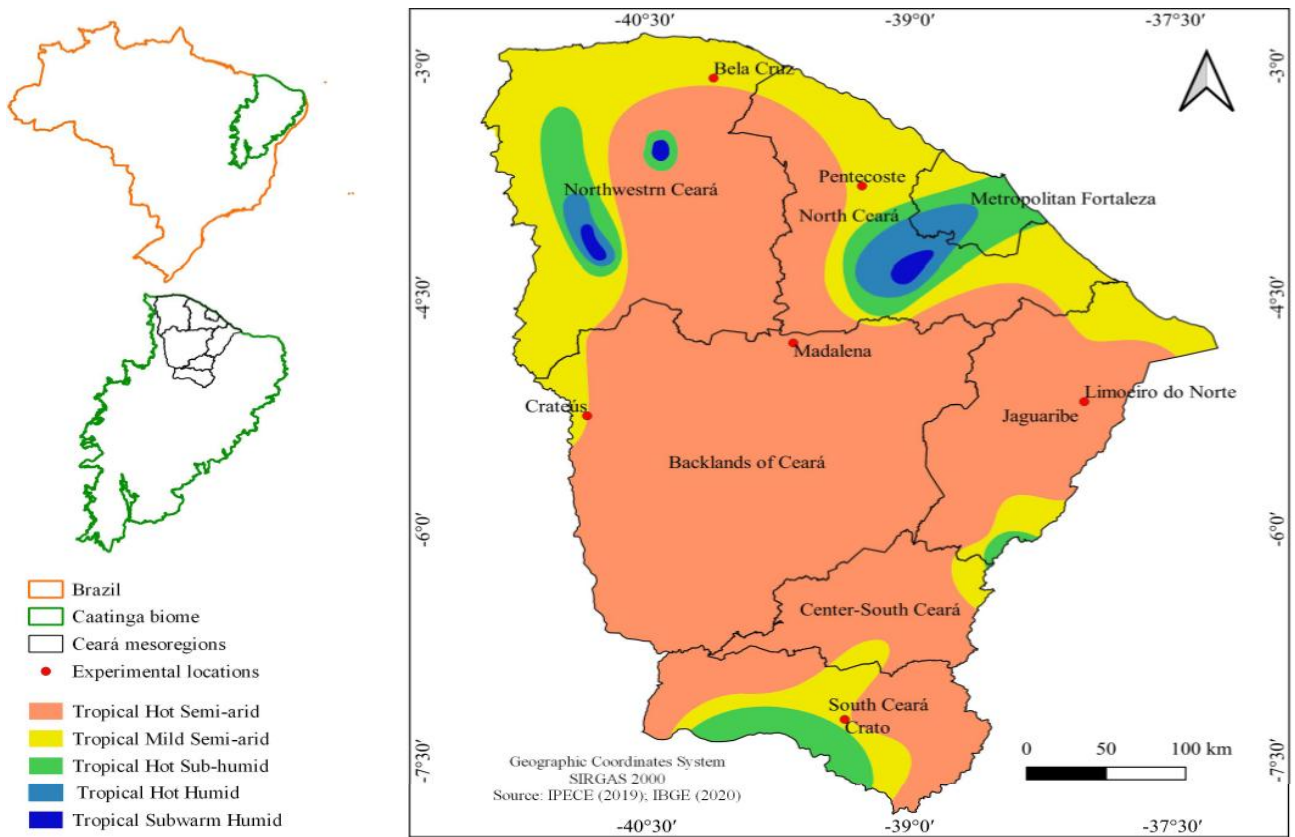 -40°30′
-39°0′
-37°30′
-3°0′
-3°0′
Bela Cruz
Pentecoste
Northwestrn Ceará
North Ceará
Metropolitan Fortaleza
-4°30′
-4°30′
Madalena
Crateús
Limoeiro do Norte
Jaguaribe
Backlands of Ceará
-6°0′
-6°0′
Center-South Ceará
South Ceará
Crato
-7°30′
-7°30′
0 50 100 km
Geographic Coordinates System
SIRGAS 2000
Source: IPECE (2019); IBGE (2020)
-40°30′
-39°0′
-37°30′
Brazil
Caatinga biome
Ceará mesoregions
Experimental locations
Tropical Hot Semi-arid
Tropical Mild Semi-arid
Tropical Hot Sub-humid
Tropical Hot Humid
Tropical Subwarm Humid